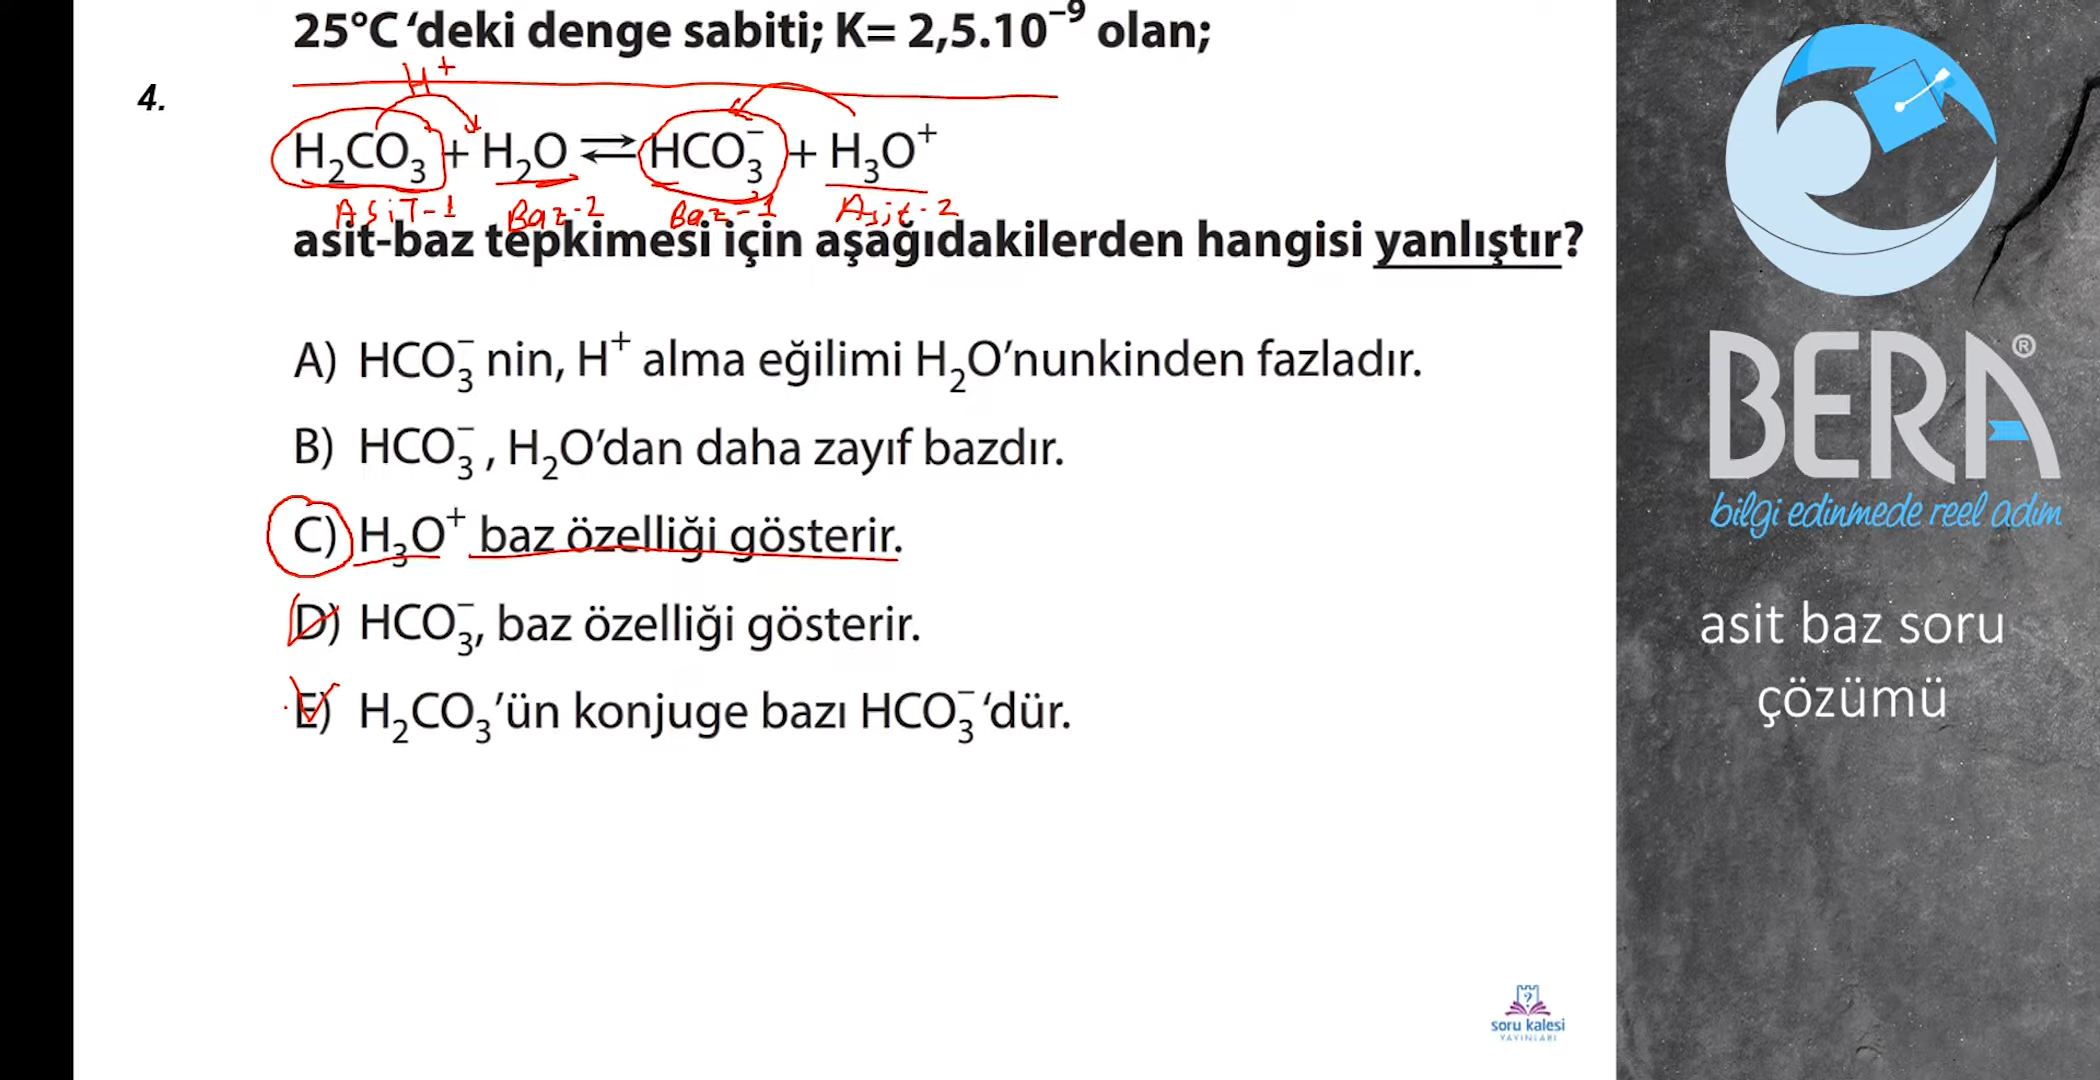 25°C 'deki denge sabiti; K= 2,5.10⁻⁹ olan;
H⁺
4.
H₂CO₃ + H₂O ⇌ HCO₃⁻ + H₃O⁺
ASiT-1 Baz-2 Baz-1 Asit-2
asit-baz tepkimesi için aşağıdakilerden hangisi yanlıştır?
A) HCO₃⁻ nin, H⁺ alma eğilimi H₂O'nunkinden fazladır.
B) HCO₃⁻, H₂O'dan daha zayıf bazdır.
C) H₃O⁺ baz özelliği gösterir.
D) HCO₃⁻, baz özelliği gösterir.
E) H₂CO₃'ün konjuge bazı HCO₃⁻'dür.
BERA®
bilgi edinmede reel adım
asit baz soru
çözümü
?
soru kalesi
YAYINLARI